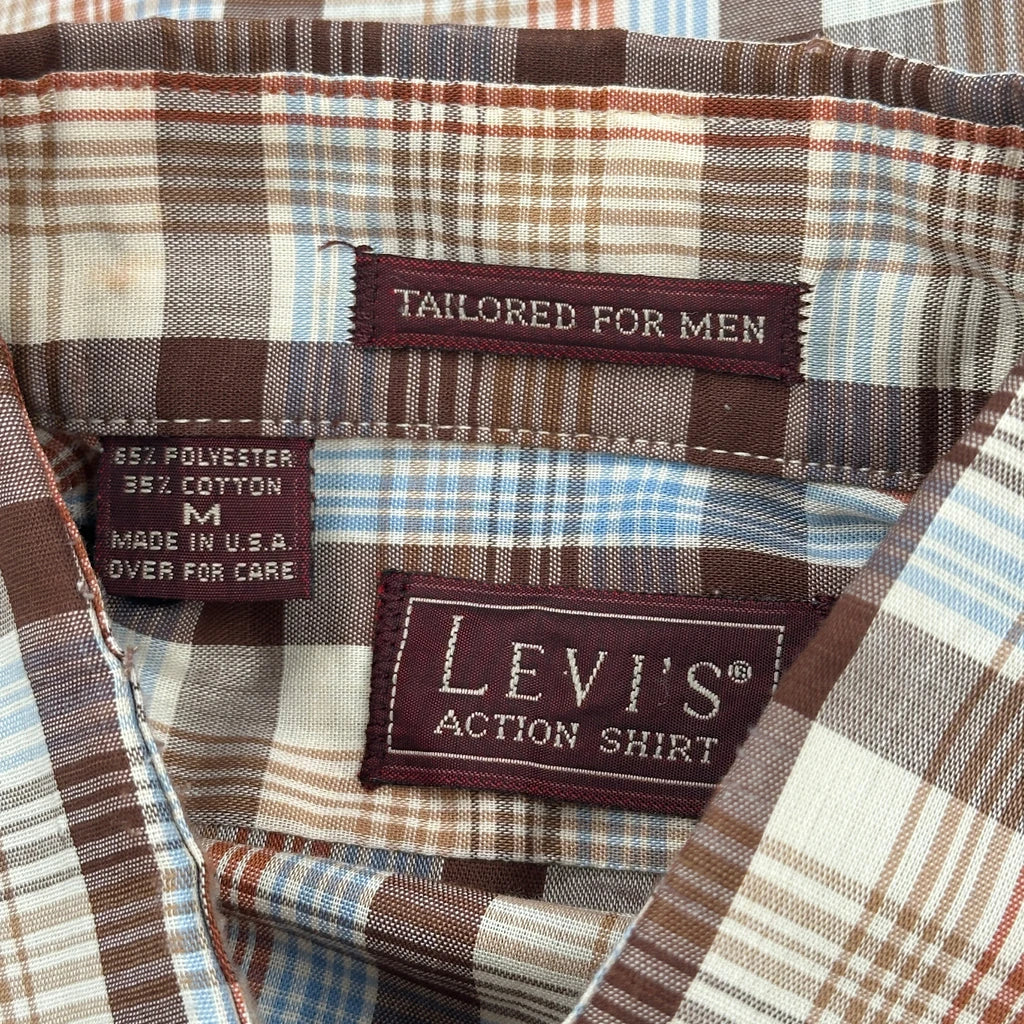 TAILORED FOR MEN
65% POLYESTER
35% COTTON
M
MADE IN U.S.A.
OVER FOR CARE
LEVI'S®
ACTION SHIRT